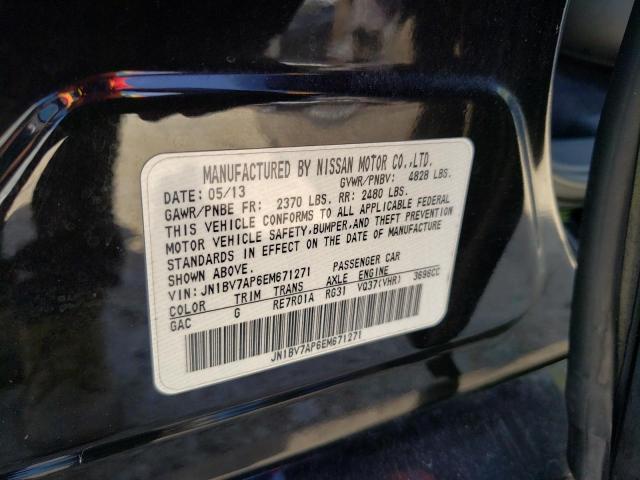 MANUFACTURED BY NISSAN MOTOR CO.,LTD.
DATE: 05/13 GVWR/PNBV: 4828 LBS.
GAWR/PNBE FR: 2370 LBS. RR: 2480 LBS.
THIS VEHICLE CONFORMS TO ALL APPLICABLE FEDERAL
MOTOR VEHICLE SAFETY,BUMPER,AND THEFT PREVENTION
STANDARDS IN EFFECT ON THE DATE OF MANUFACTURE
SHOWN ABOVE.
VIN: JN1BV7AP6EM671271 PASSENGER CAR
COLOR TRIM TRANS AXLE ENGINE
GAC G RE7R01A RG31 VQ37(VHR) 3696CC
JN1BV7AP6EM671271